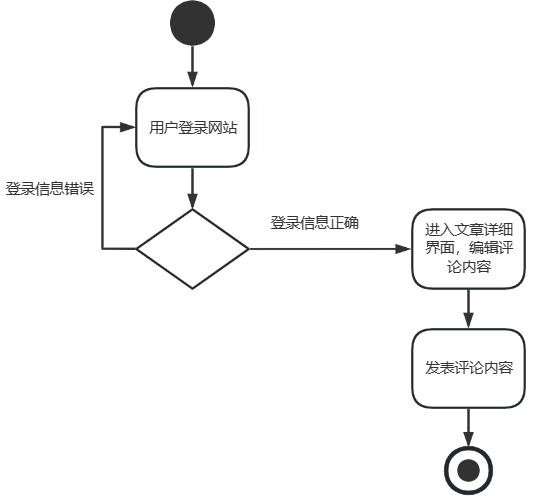 用户登录网站
登录信息错误
登录信息正确
进入文章详细
界面，编辑评
论内容
发表评论内容